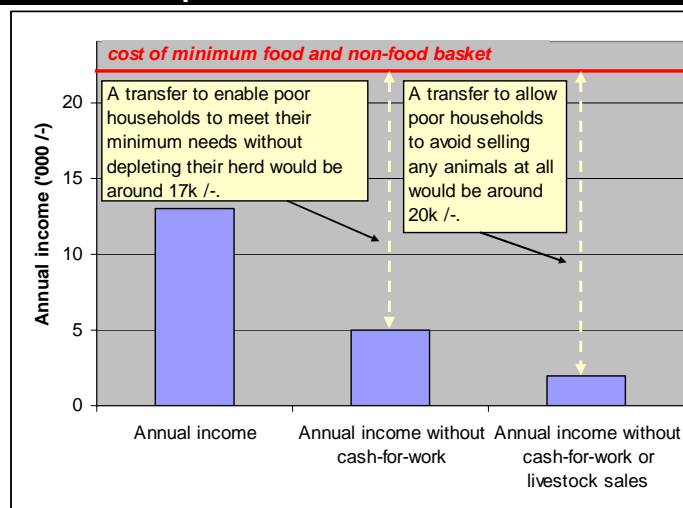 cost of minimum food and non-food basket
A transfer to enable poor
households to meet their
minimum needs without
depleting their herd would be
around 17k /-.
A transfer to allow
poor households
to avoid selling
any animals at all
would be around
20k /-.
Annual income ('000 /-)
20
15
10
5
0
Annual income
Annual income without
cash-for-work
Annual income without
cash-for-work or
livestock sales